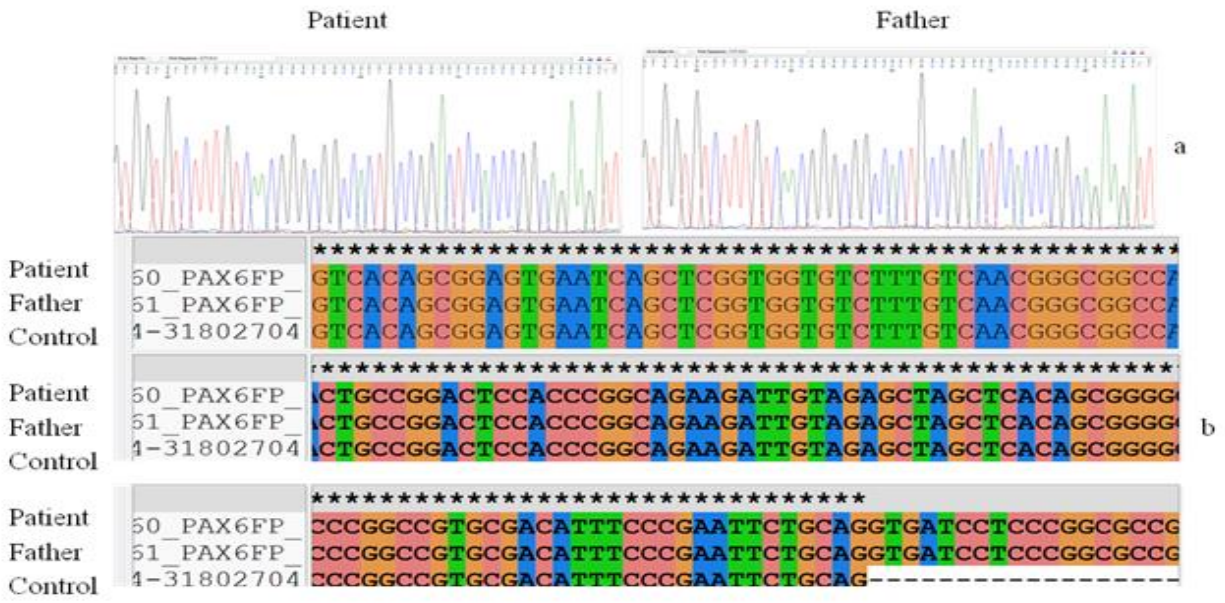 Patient Father
a
**************************************************
Patient 60_PAX6FP_ GTCACAGCGGAGTGAATCAGCTCGGTGGTGTCTTTGTCAACGGGCGGCCA
Father 61_PAX6FP_ GTCACAGCGGAGTGAATCAGCTCGGTGGTGTCTTTGTCAACGGGCGGCCA
Control 4-31802704 GTCACAGCGGAGTGAATCAGCTCGGTGGTGTCTTTGTCAACGGGCGGCCA
**************************************************
Patient 60_PAX6FP_ ACTGCCGGACTCCACCCGGCAGAAGATTGTAGAGCTAGCTCACAGCGGGG
Father 61_PAX6FP_ ACTGCCGGACTCCACCCGGCAGAAGATTGTAGAGCTAGCTCACAGCGGGG
Control 4-31802704 ACTGCCGGACTCCACCCGGCAGAAGATTGTAGAGCTAGCTCACAGCGGGG
b
********************************
Patient 60_PAX6FP_ CCCGGCCGTGCGACATTTCCCGAATTCTGCAGGTGATCCTCCCGGCGCCG
Father 61_PAX6FP_ CCCGGCCGTGCGACATTTCCCGAATTCTGCAGGTGATCCTCCCGGCGCCG
Control 4-31802704 CCCGGCCGTGCGACATTTCCCGAATTCTGCAG------------------